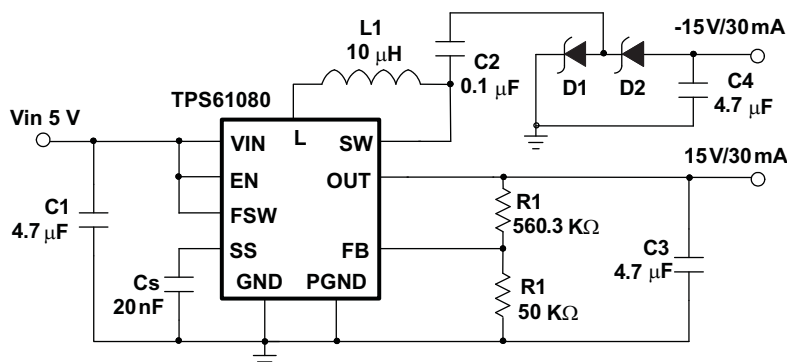 L1
10 μH
C2
0.1 μF
-15V/30mA
D1
D2
C4
4.7 μF
TPS61080
Vin 5 V
L
VIN
SW
EN
OUT
15V/30mA
FSW
R1
560.3 KΩ
C1
4.7 μF
SS
FB
C3
4.7 μF
Cs
20nF
GND
PGND
R1
50 KΩ